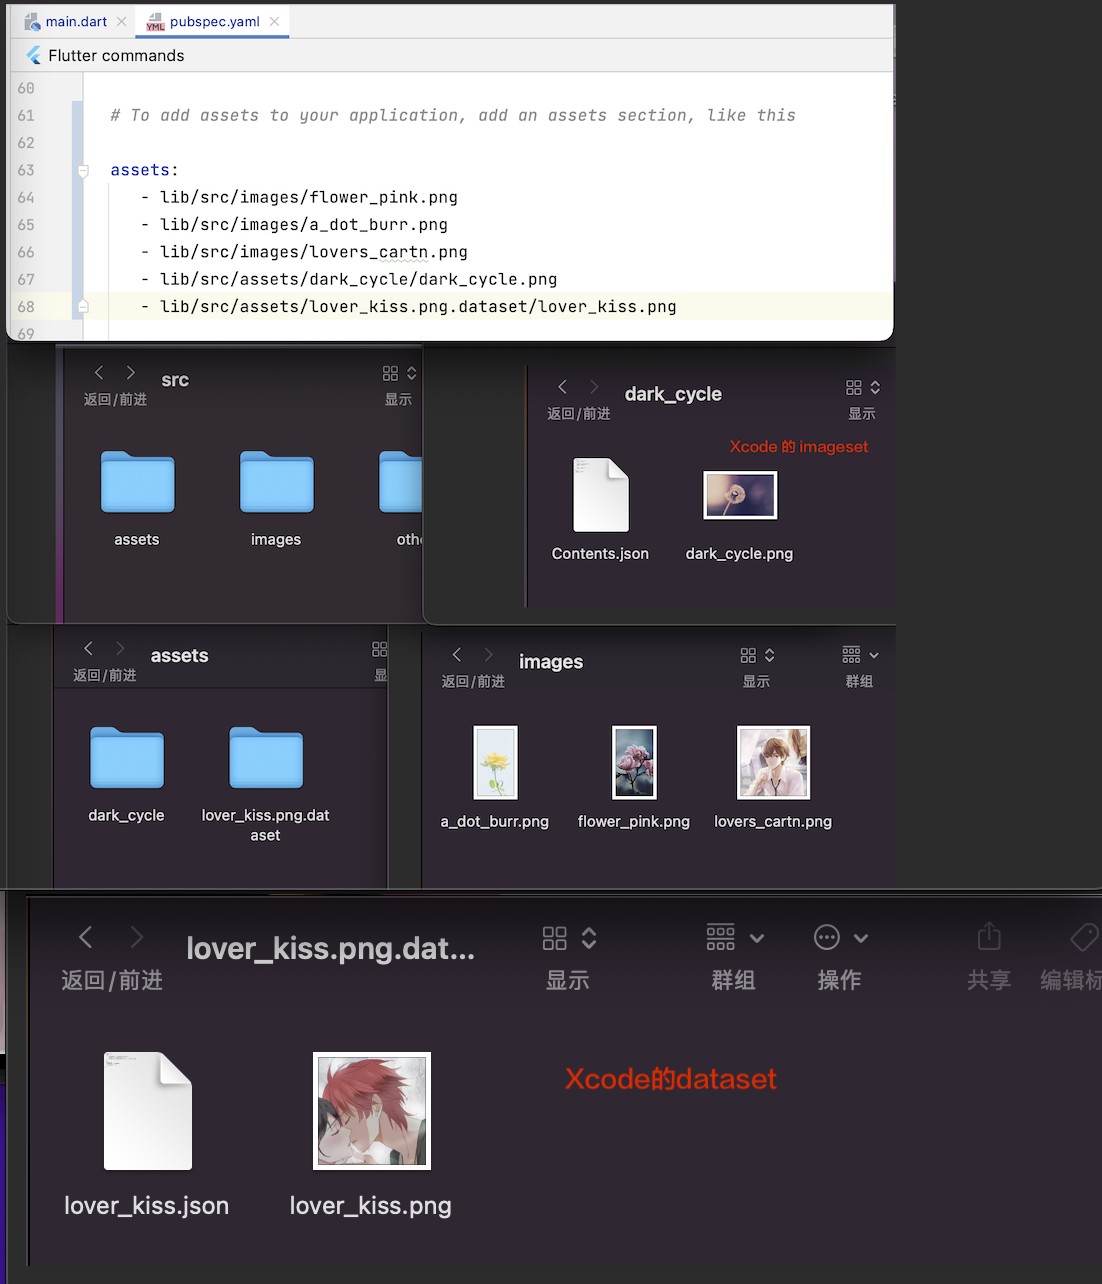 main.dart
pubspec.yaml
Flutter commands
60
61 # To add assets to your application, add an assets section, like this
62
63 assets:
64 - lib/src/images/flower_pink.png
65 - lib/src/images/a_dot_burr.png
66 - lib/src/images/lovers_cartn.png
67 - lib/src/assets/dark_cycle/dark_cycle.png
68 - lib/src/assets/lover_kiss.png.dataset/lover_kiss.png
69
src
返回/前进
显示
assets
images
oth
dark_cycle
返回/前进
显示
Xcode 的 imageset
Contents.json
dark_cycle.png
assets
返回/前进
显
dark_cycle
lover_kiss.png.dat
aset
images
返回/前进
显示
群组
a_dot_burr.png
flower_pink.png
lovers_cartn.png
lover_kiss.png.dat...
返回/前进
显示
群组
操作
共享
编辑标
Xcode的dataset
lover_kiss.json
lover_kiss.png